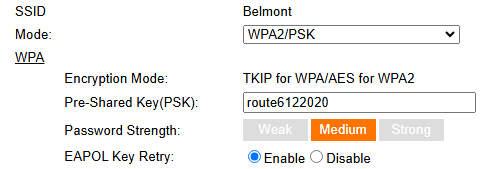 SSID Belmont
Mode: WPA2/PSK
WPA
Encryption Mode: TKIP for WPA/AES for WPA2
Pre-Shared Key(PSK): route6122020
Password Strength: Weak Medium Strong
EAPOL Key Retry: Enable Disable